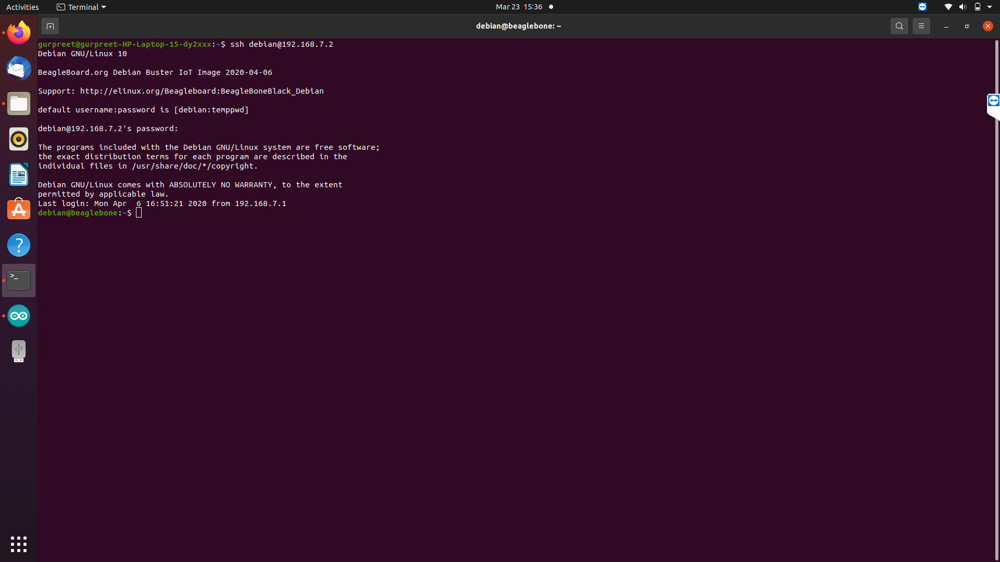 Activities Terminal Mar 23 15:36
debian@beaglebone: ~
gurpreet@gurpreet-HP-Laptop-15-dy2xxx:~$ ssh debian@192.168.7.2
Debian GNU/Linux 10
BeagleBoard.org Debian Buster IoT Image 2020-04-06
Support: http://elinux.org/Beagleboard:BeagleBoneBlack_Debian
default username:password is [debian:temppwd]
debian@192.168.7.2's password:
The programs included with the Debian GNU/Linux system are free software;
the exact distribution terms for each program are described in the
individual files in /usr/share/doc/*/copyright.
Debian GNU/Linux comes with ABSOLUTELY NO WARRANTY, to the extent
permitted by applicable law.
Last login: Mon Apr  6 16:51:21 2020 from 192.168.7.1
debian@beaglebone:~$